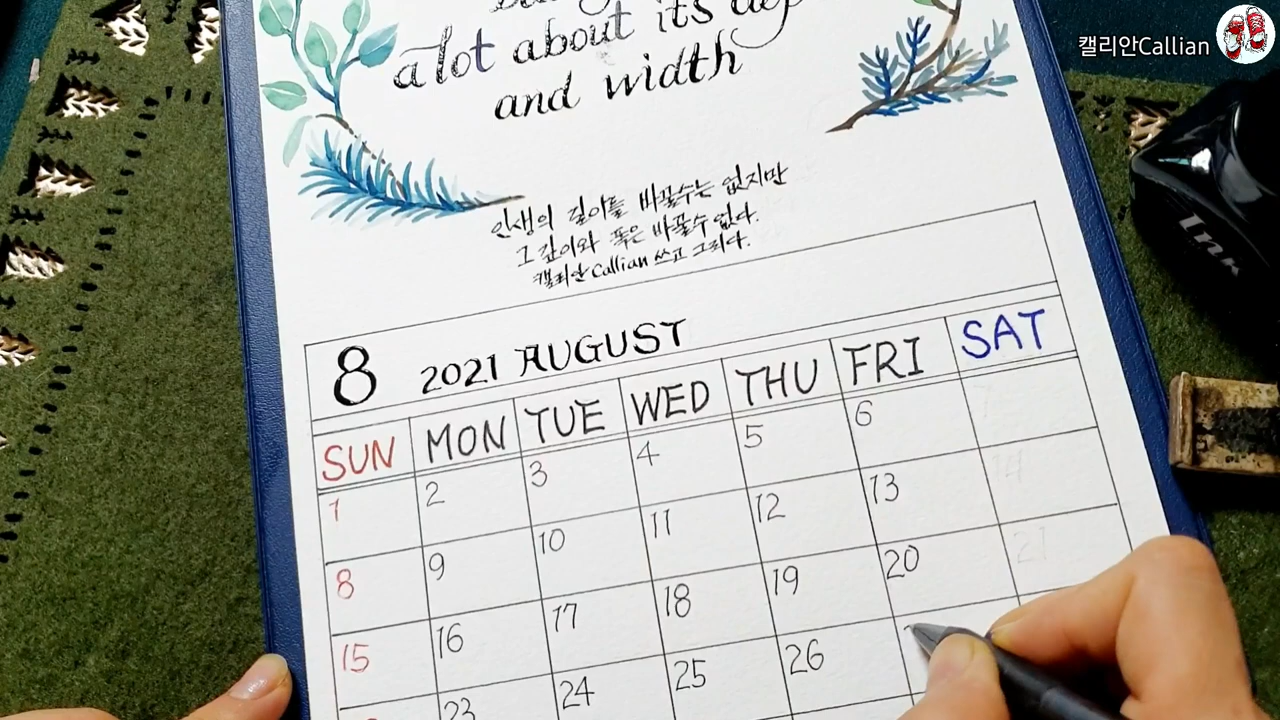 캘리안Callian
a lot about its
and width
인생의 길이를 바꿀수는 없지만
그 깊이와 폭은 바꿀수 있다.
캘리안 Callian 쓰고 그리다.
Ink
8 2021 AUGUST
SUN MON TUE WED THU FRI SAT
1 2 3 4 5 6 7
8 9 10 11 12 13 14
15 16 17 18 19 20 21
23 24 25 26